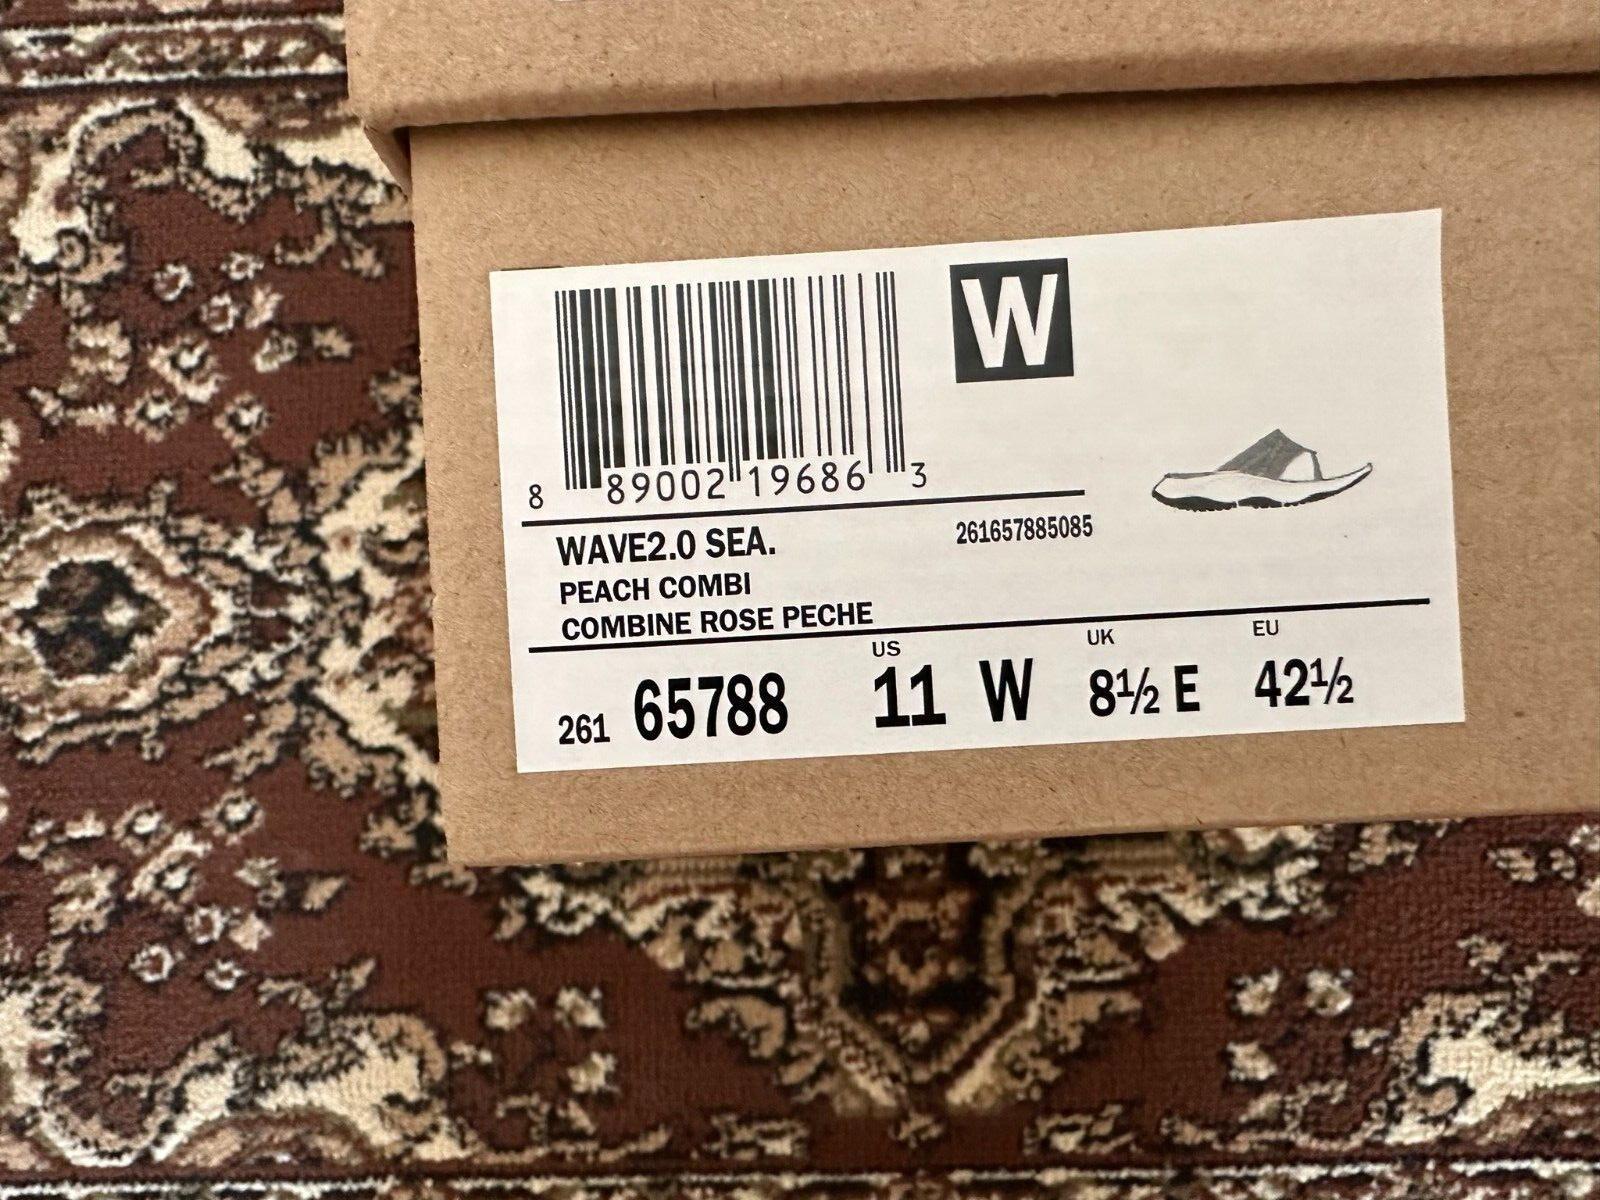 W
8 89002 19686 3
WAVE2.0 SEA.
261657885085
PEACH COMBI
COMBINE ROSE PECHE
US UK EU
261 65788 11 W 8½ E 42½